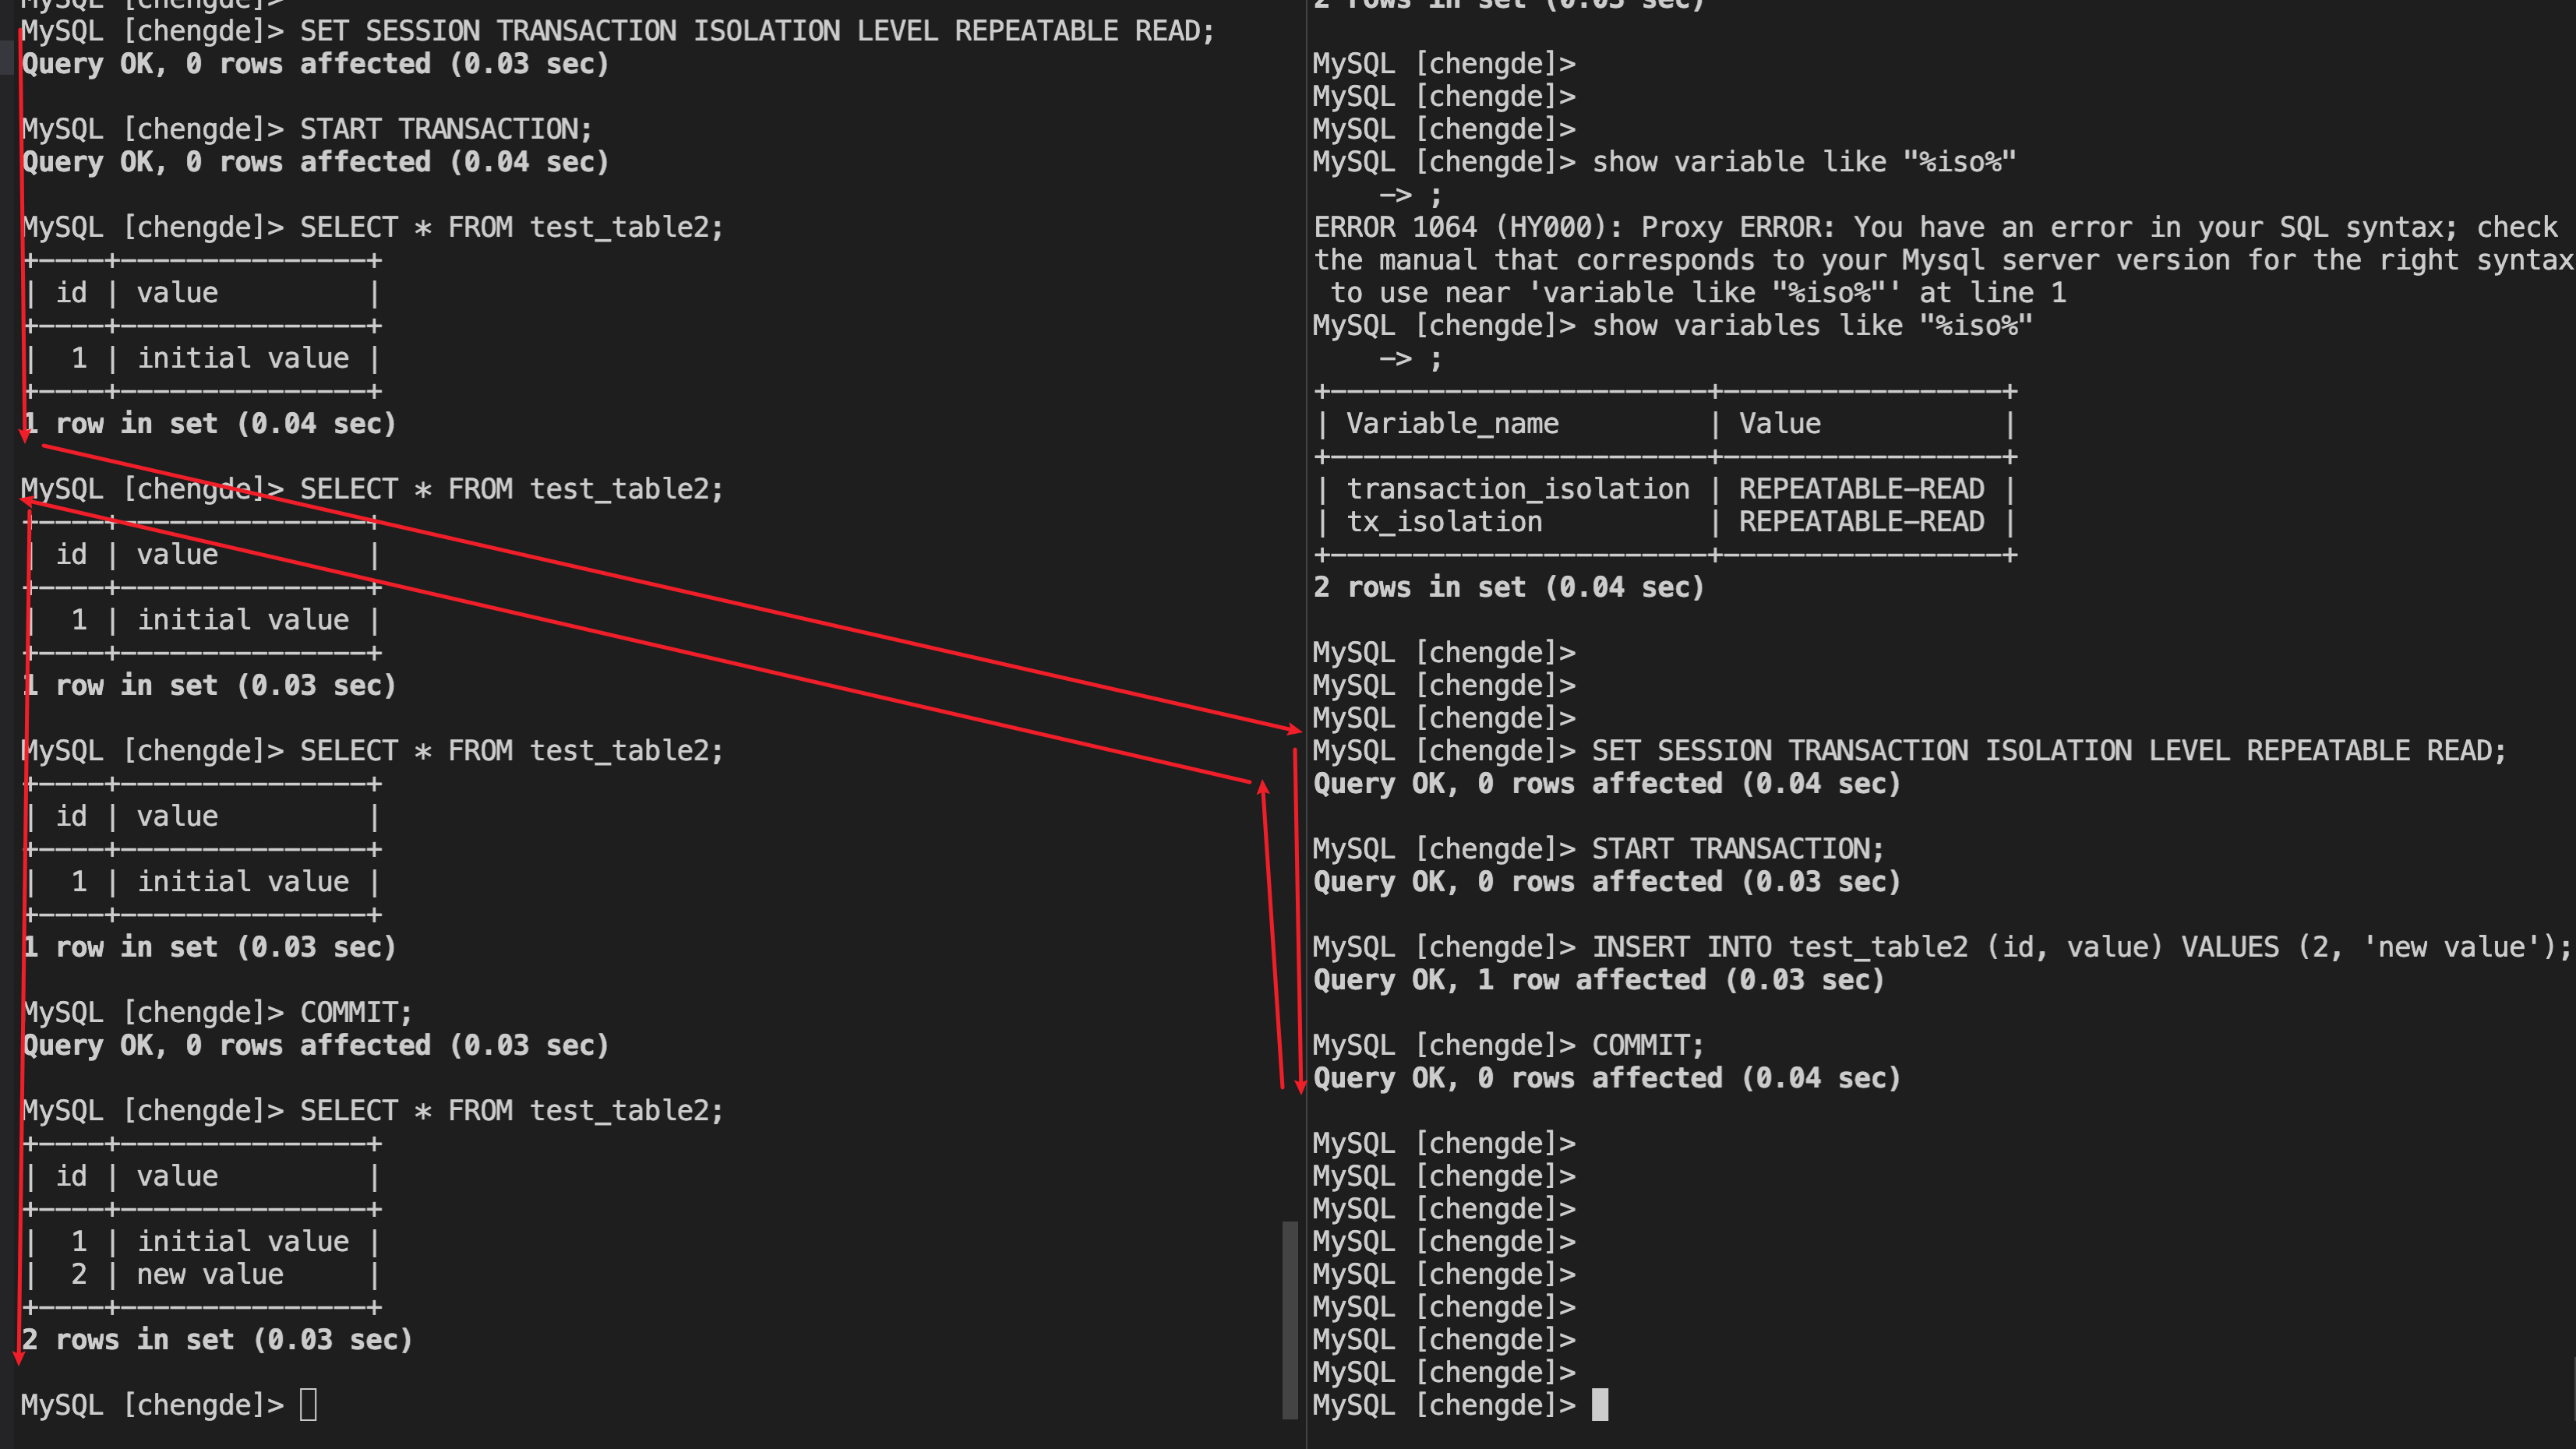 MySQL [chengde]>
MySQL [chengde]> SET SESSION TRANSACTION ISOLATION LEVEL REPEATABLE READ;
Query OK, 0 rows affected (0.03 sec)
MySQL [chengde]> START TRANSACTION;
Query OK, 0 rows affected (0.04 sec)
MySQL [chengde]> SELECT * FROM test_table2;
+----+---------------+
| id | value         |
+----+---------------+
|  1 | initial value |
+----+---------------+
1 row in set (0.04 sec)
MySQL [chengde]> SELECT * FROM test_table2;
+----+---------------+
| id | value         |
+----+---------------+
|  1 | initial value |
+----+---------------+
1 row in set (0.03 sec)
MySQL [chengde]> SELECT * FROM test_table2;
+----+---------------+
| id | value         |
+----+---------------+
|  1 | initial value |
+----+---------------+
1 row in set (0.03 sec)
MySQL [chengde]> COMMIT;
Query OK, 0 rows affected (0.03 sec)
MySQL [chengde]> SELECT * FROM test_table2;
+----+---------------+
| id | value         |
+----+---------------+
|  1 | initial value |
|  2 | new value     |
+----+---------------+
2 rows in set (0.03 sec)
MySQL [chengde]>
2 rows in set (0.03 sec)
MySQL [chengde]>
MySQL [chengde]>
MySQL [chengde]>
MySQL [chengde]> show variable like "%iso%"
    -> ;
ERROR 1064 (HY000): Proxy ERROR: You have an error in your SQL syntax; check
the manual that corresponds to your Mysql server version for the right syntax
 to use near 'variable like "%iso%"' at line 1
MySQL [chengde]> show variables like "%iso%"
    -> ;
+-----------------------+-----------------+
| Variable_name         | Value           |
+-----------------------+-----------------+
| transaction_isolation | REPEATABLE-READ |
| tx_isolation          | REPEATABLE-READ |
+-----------------------+-----------------+
2 rows in set (0.04 sec)
MySQL [chengde]>
MySQL [chengde]>
MySQL [chengde]>
MySQL [chengde]> SET SESSION TRANSACTION ISOLATION LEVEL REPEATABLE READ;
Query OK, 0 rows affected (0.04 sec)
MySQL [chengde]> START TRANSACTION;
Query OK, 0 rows affected (0.03 sec)
MySQL [chengde]> INSERT INTO test_table2 (id, value) VALUES (2, 'new value');
Query OK, 1 row affected (0.03 sec)
MySQL [chengde]> COMMIT;
Query OK, 0 rows affected (0.04 sec)
MySQL [chengde]>
MySQL [chengde]>
MySQL [chengde]>
MySQL [chengde]>
MySQL [chengde]>
MySQL [chengde]>
MySQL [chengde]>
MySQL [chengde]>
MySQL [chengde]>